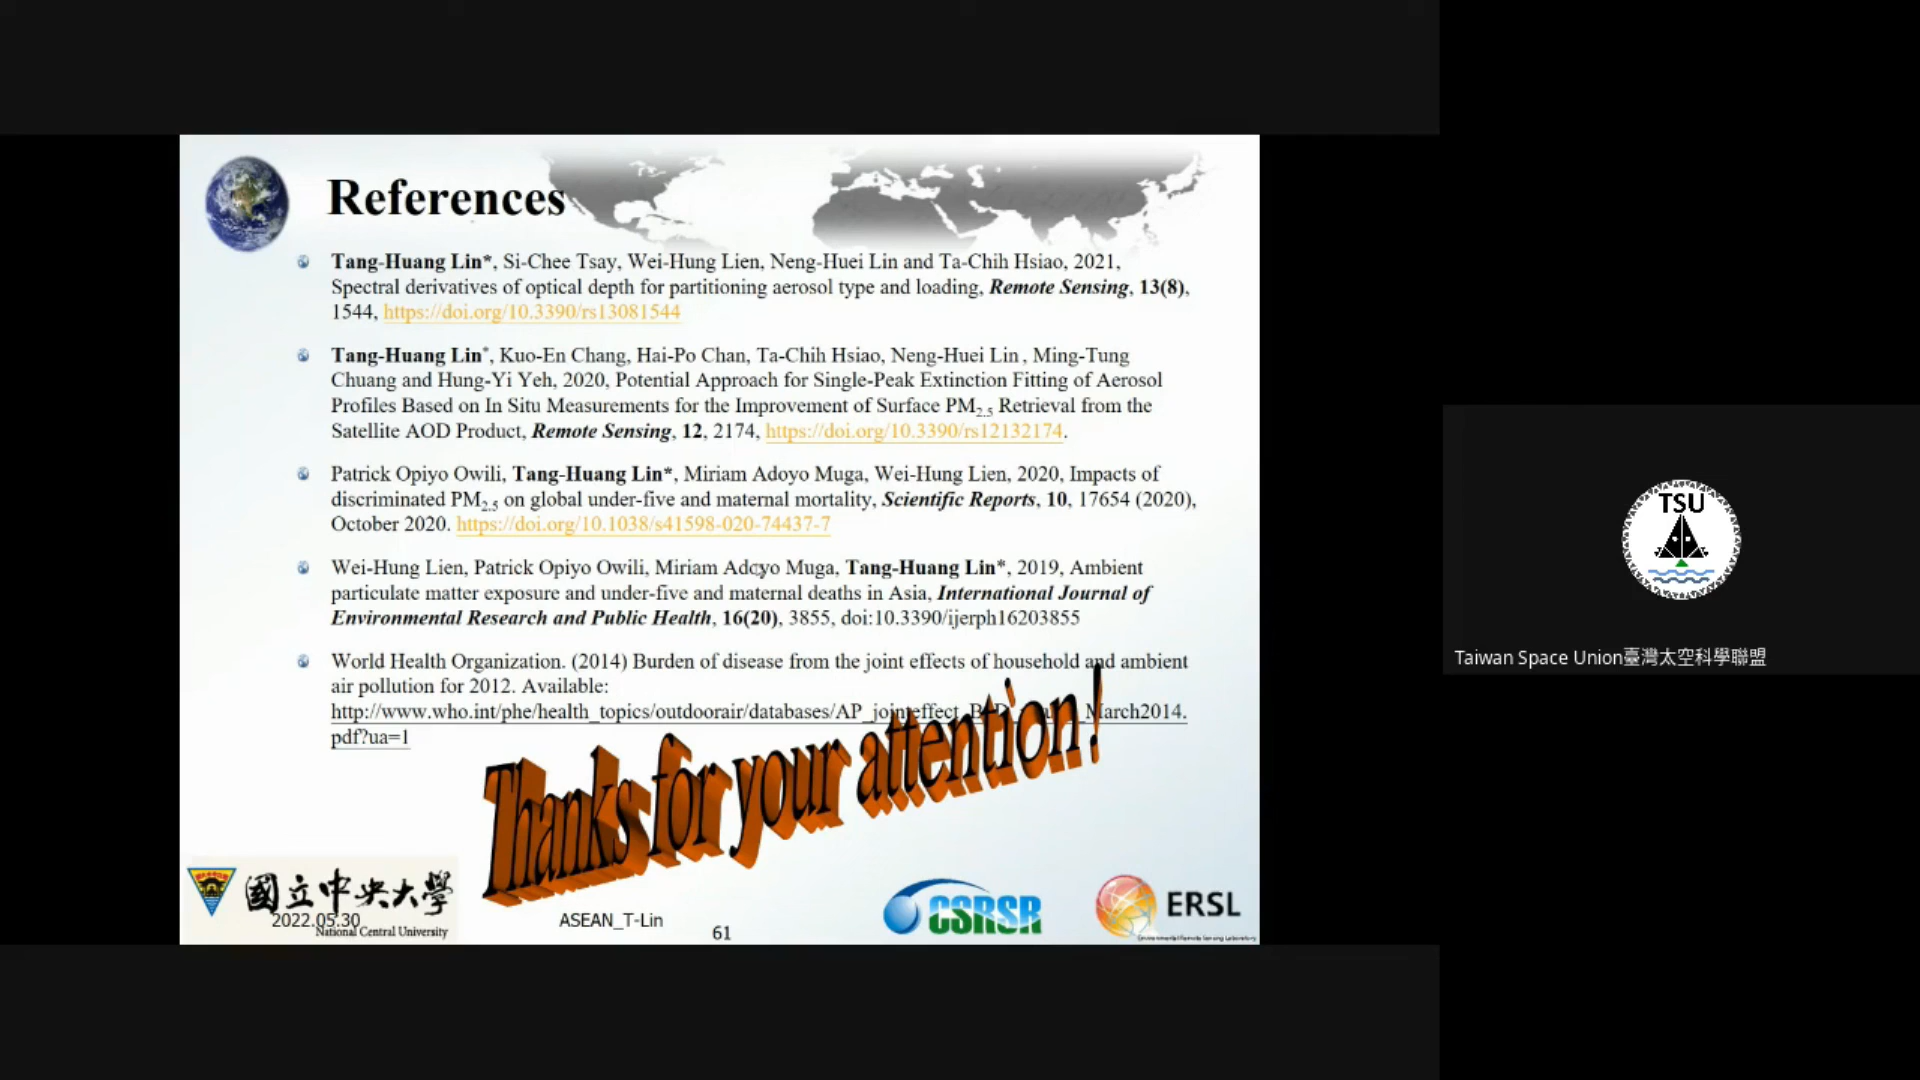 References
Tang-Huang Lin*, Si-Chee Tsay, Wei-Hung Lien, Neng-Huei Lin and Ta-Chih Hsiao, 2021,
Spectral derivatives of optical depth for partitioning aerosol type and loading, Remote Sensing, 13(8),
1544, https://doi.org/10.3390/rs13081544
Tang-Huang Lin*, Kuo-En Chang, Hai-Po Chan, Ta-Chih Hsiao, Neng-Huei Lin, Ming-Tung
Chuang and Hung-Yi Yeh, 2020, Potential Approach for Single-Peak Extinction Fitting of Aerosol
Profiles Based on In Situ Measurements for the Improvement of Surface PM2.5 Retrieval from the
Satellite AOD Product, Remote Sensing, 12, 2174, https://doi.org/10.3390/rs12132174.
Patrick Opiyo Owili, Tang-Huang Lin*, Miriam Adoyo Muga, Wei-Hung Lien, 2020, Impacts of
discriminated PM2.5 on global under-five and maternal mortality, Scientific Reports, 10, 17654 (2020),
October 2020. https://doi.org/10.1038/s41598-020-74437-7
Wei-Hung Lien, Patrick Opiyo Owili, Miriam Adoyo Muga, Tang-Huang Lin*, 2019, Ambient
particulate matter exposure and under-five and maternal deaths in Asia, International Journal of
Environmental Research and Public Health, 16(20), 3855, doi:10.3390/ijerph16203855
World Health Organization. (2014) Burden of disease from the joint effects of household and ambient
air pollution for 2012. Available:
http://www.who.int/phe/health_topics/outdoorair/databases/AP_jointeffect_ _March2014.
pdf?ua=1
Thanks for your attention!
國立中央大學
National Central University
2022.05.30
ASEAN_T-Lin
61
CSRSR
ERSL
Environmental Remote Sensing Laboratory
TSU
Taiwan Space Union臺灣太空科學聯盟